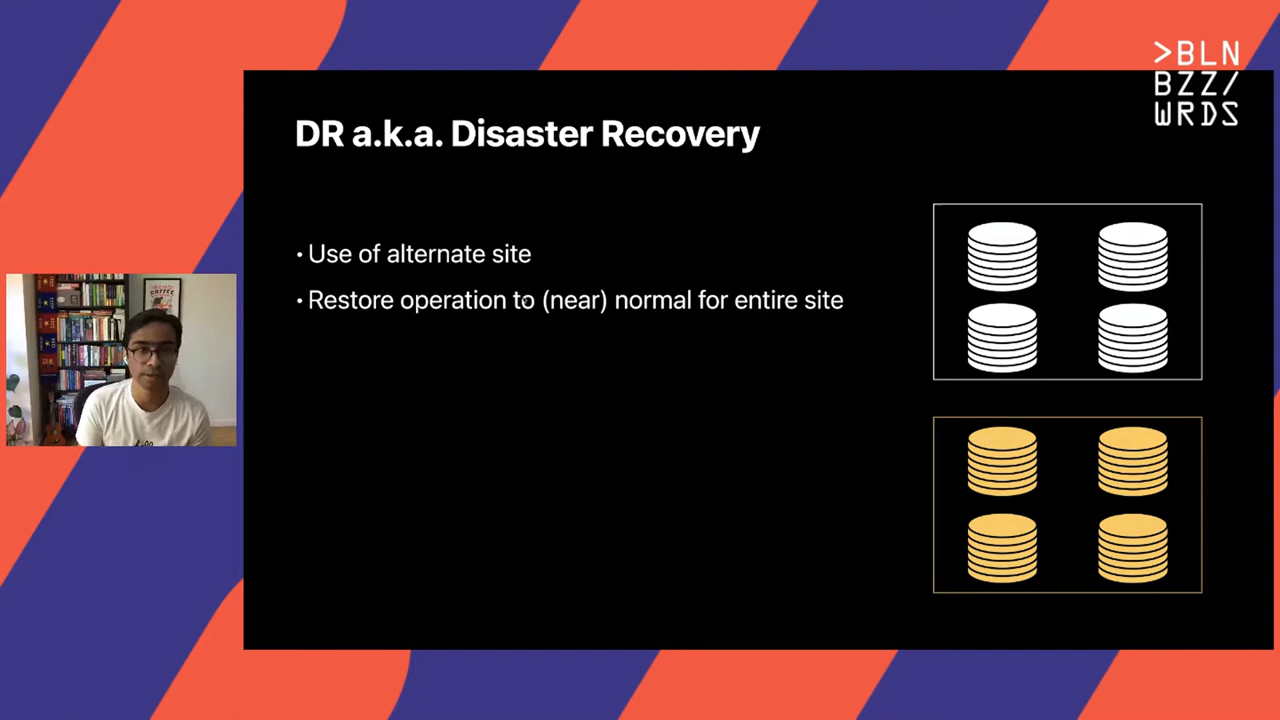 >BLN
BZZ/
WRDS
DR a.k.a. Disaster Recovery
· Use of alternate site
· Restore operation to (near) normal for entire site